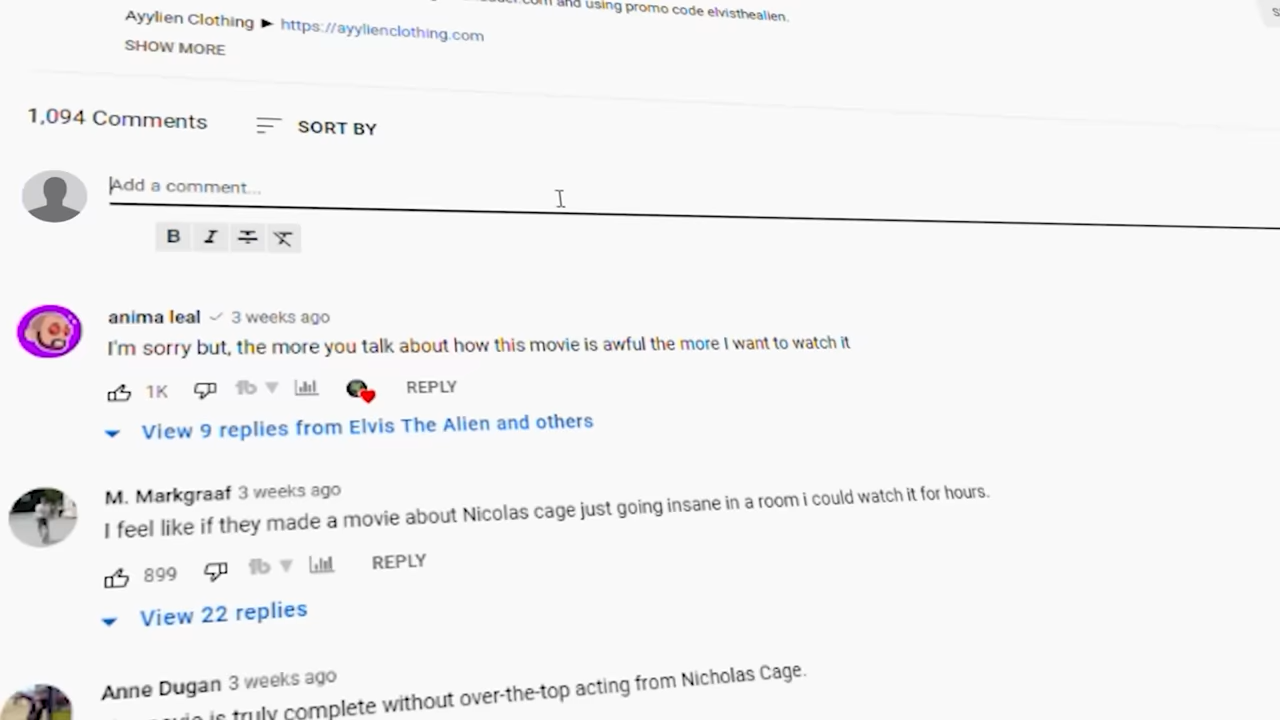 and using promo code elvisthealien.
Ayylien Clothing ► https://ayylienclothing.com
SHOW MORE
1,094 Comments
SORT BY
Add a comment...
B I
anima leal ✓ 3 weeks ago
I'm sorry but, the more you talk about how this movie is awful the more I want to watch it
1K
REPLY
View 9 replies from Elvis The Alien and others
M. Markgraaf 3 weeks ago
I feel like if they made a movie about Nicolas cage just going insane in a room i could watch it for hours.
899
REPLY
View 22 replies
Anne Dugan 3 weeks ago
is truly complete without over-the-top acting from Nicholas Cage.